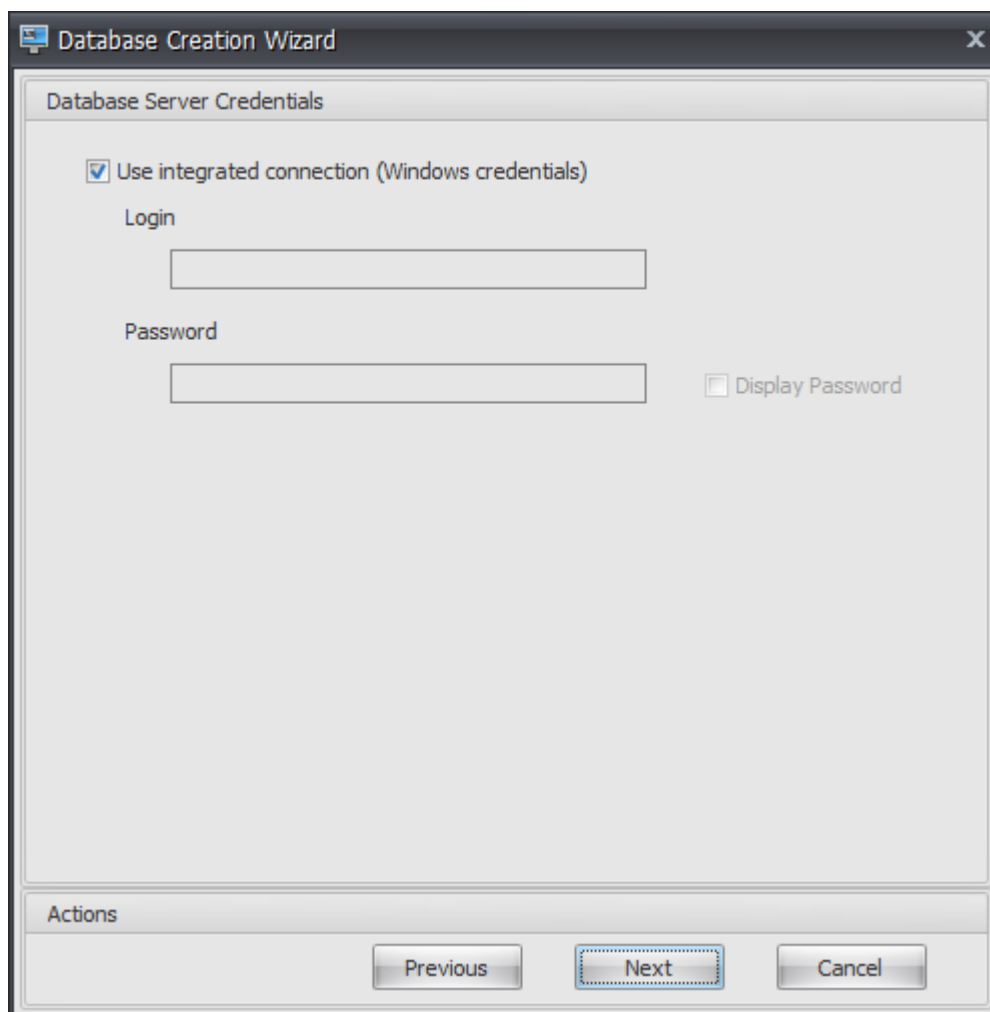 Database Creation Wizard
Database Server Credentials
Use integrated connection (Windows credentials)
Login
Password
Display Password
Actions
Previous Next Cancel